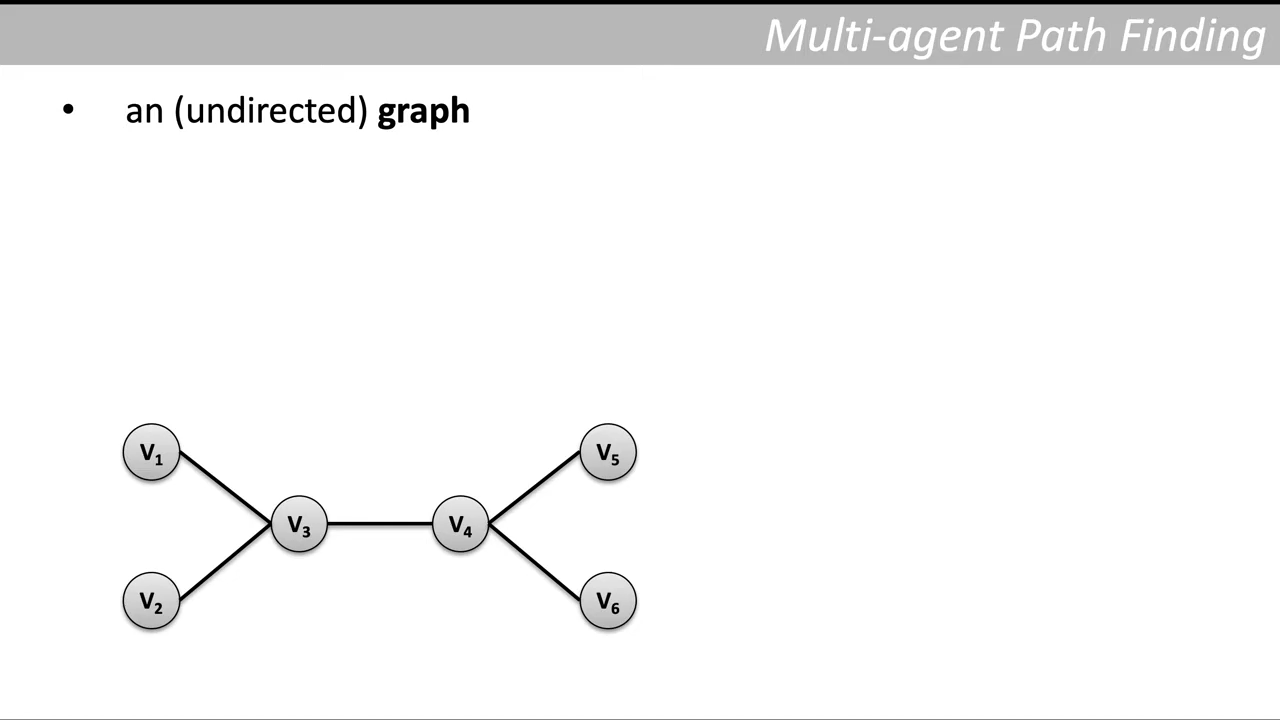 Multi-agent Path Finding
• an (undirected) graph
V1
V5
V3
V4
V2
V6